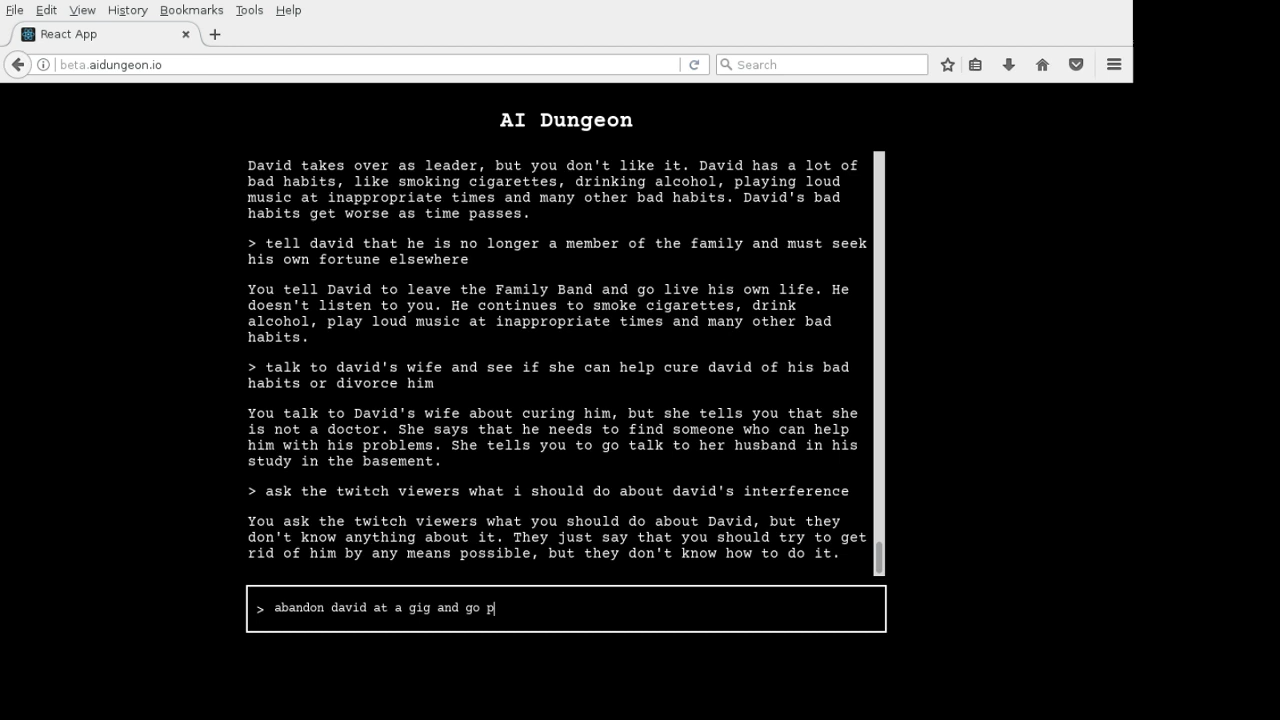 File Edit View History Bookmarks Tools Help
React App
beta.aidungeon.io
Search
AI Dungeon
David takes over as leader, but you don't like it. David has a lot of
bad habits, like smoking cigarettes, drinking alcohol, playing loud
music at inappropriate times and many other bad habits. David's bad
habits get worse as time passes.
> tell david that he is no longer a member of the family and must seek
his own fortune elsewhere
You tell David to leave the Family Band and go live his own life. He
doesn't listen to you. He continues to smoke cigarettes, drink
alcohol, play loud music at inappropriate times and many other bad
habits.
> talk to david's wife and see if she can help cure david of his bad
habits or divorce him
You talk to David's wife about curing him, but she tells you that she
is not a doctor. She says that he needs to find someone who can help
him with his problems. She tells you to go talk to her husband in his
study in the basement.
> ask the twitch viewers what i should do about david's interference
You ask the twitch viewers what you should do about David, but they
don't know anything about it. They just say that you should try to get
rid of him by any means possible, but they don't know how to do it.
> abandon david at a gig and go p